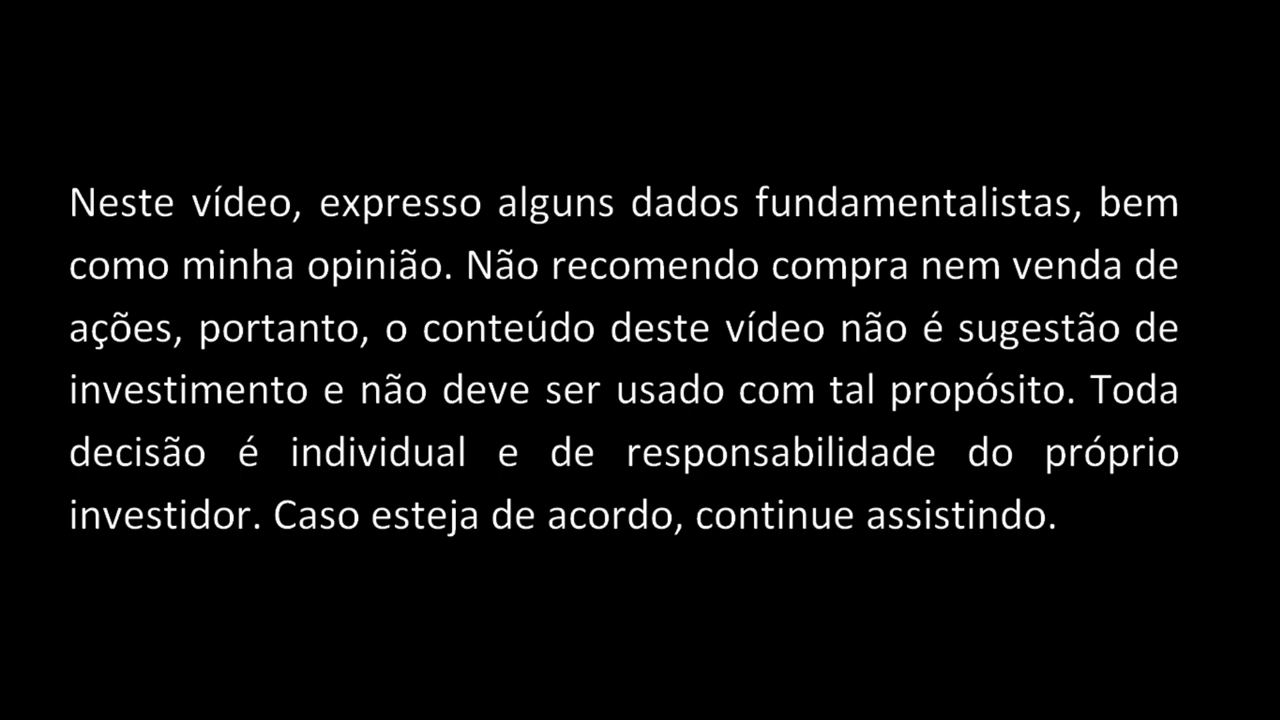 Neste vídeo, expresso alguns dados fundamentalistas, bem
como minha opinião. Não recomendo compra nem venda de
ações, portanto, o conteúdo deste vídeo não é sugestão de
investimento e não deve ser usado com tal propósito. Toda
decisão é individual e de responsabilidade do próprio
investidor. Caso esteja de acordo, continue assistindo.